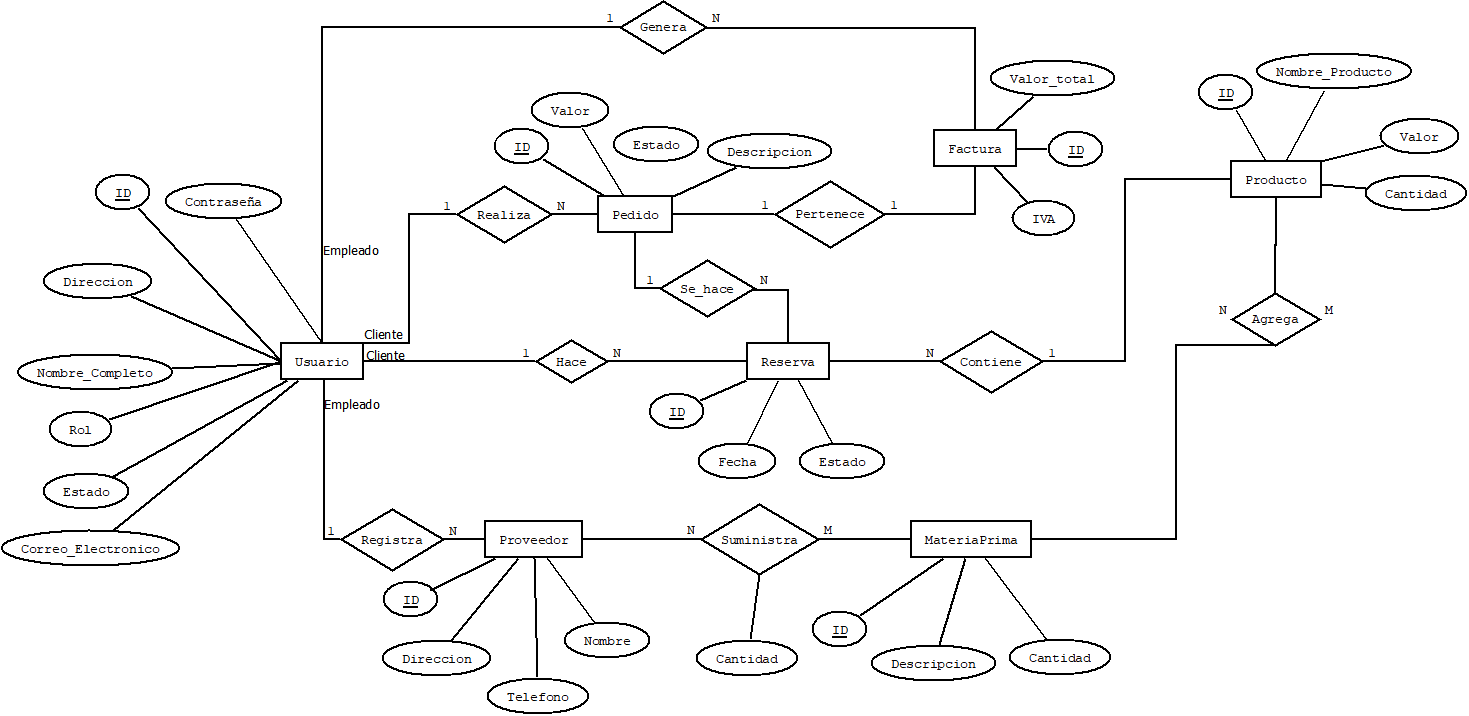 1
Genera
N
Valor_total
Nombre_Producto
ID
Valor
ID
Estado
Descripcion
Factura
ID
Valor
Producto
Cantidad
ID
Contraseña
1
Realiza
N
Pedido
1
Pertenece
1
IVA
Empleado
Direccion
1
Se_hace
N
N
Agrega
M
Cliente
Cliente
Usuario
1
Hace
N
Reserva
N
Contiene
1
Nombre_Completo
Empleado
ID
Rol
Fecha
Estado
Estado
Correo_Electronico
1
Registra
N
Proveedor
N
Suministra
M
MateriaPrima
ID
Direccion
Telefono
Nombre
Cantidad
ID
Descripcion
Cantidad